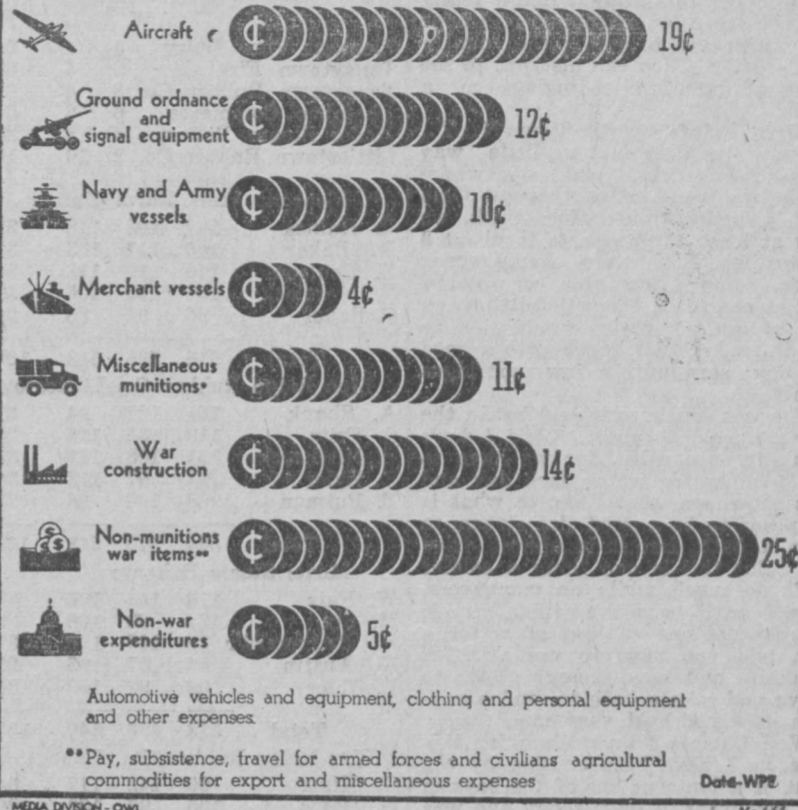 Aircraft
19¢
Ground ordnance
and
signal equipment
12¢
Navy and Army
vessels
10¢
Merchant vessels
4¢
Miscellaneous
munitions*
11¢
War
construction
14¢
Non-munitions
war items**
25¢
Non-war
expenditures
5¢
Automotive vehicles and equipment, clothing and personal equipment
and other expenses.
**Pay, subsistence, travel for armed forces and civilians agricultural
commodities for export and miscellaneous expenses
Data-WPB
MEDIA DIVISION - OWI